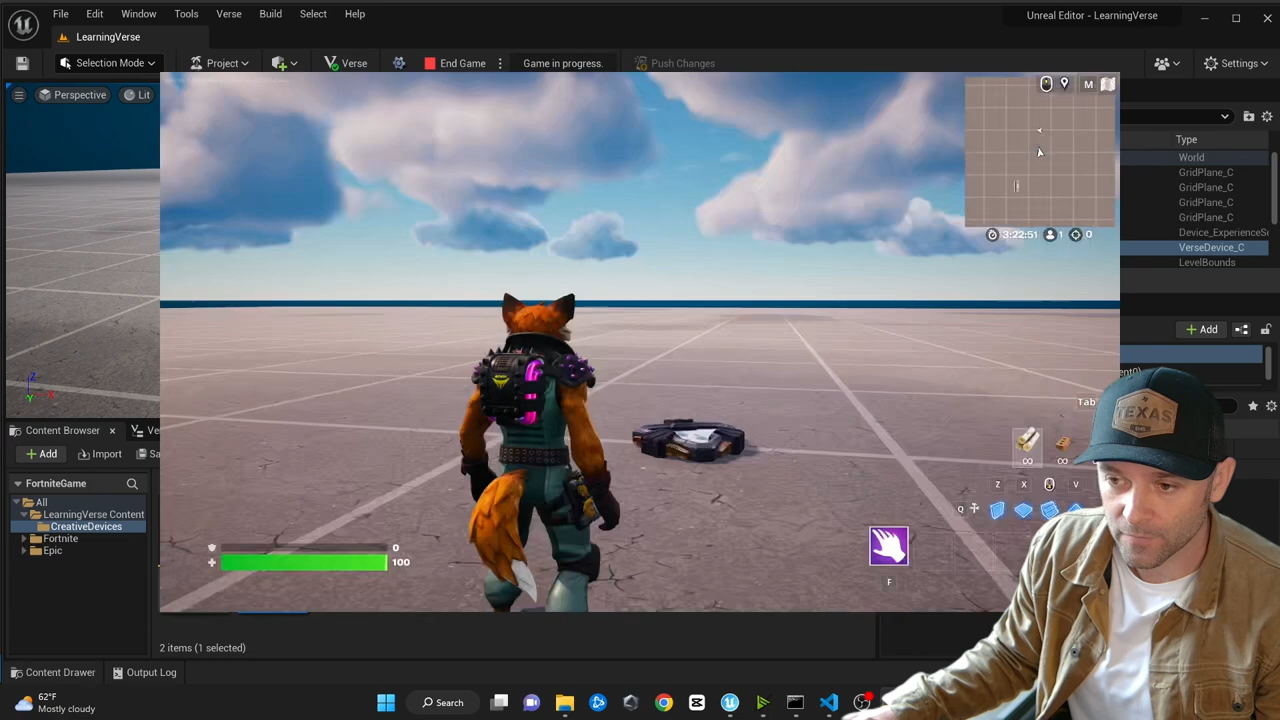 File Edit Window Tools Verse Build Select Help
Unreal Editor - LearningVerse
LearningVerse
Selection Mode Project Verse End Game Game in progress. Push Changes Settings
Perspective Lit
M
3:22:51 1 0
Type
World
GridPlane_C
GridPlane_C
GridPlane_C
GridPlane_C
Device_ExperienceS
VerseDevice_C
LevelBounds
Add
Tab
∞ ∞
Z X V
Q
F
0
100
TEXAS
Content Browser
Add Import
FortniteGame
All
LearningVerse Content
CreativeDevices
Fortnite
Epic
2 items (1 selected)
Content Drawer Output Log
62°F
Mostly cloudy
Search